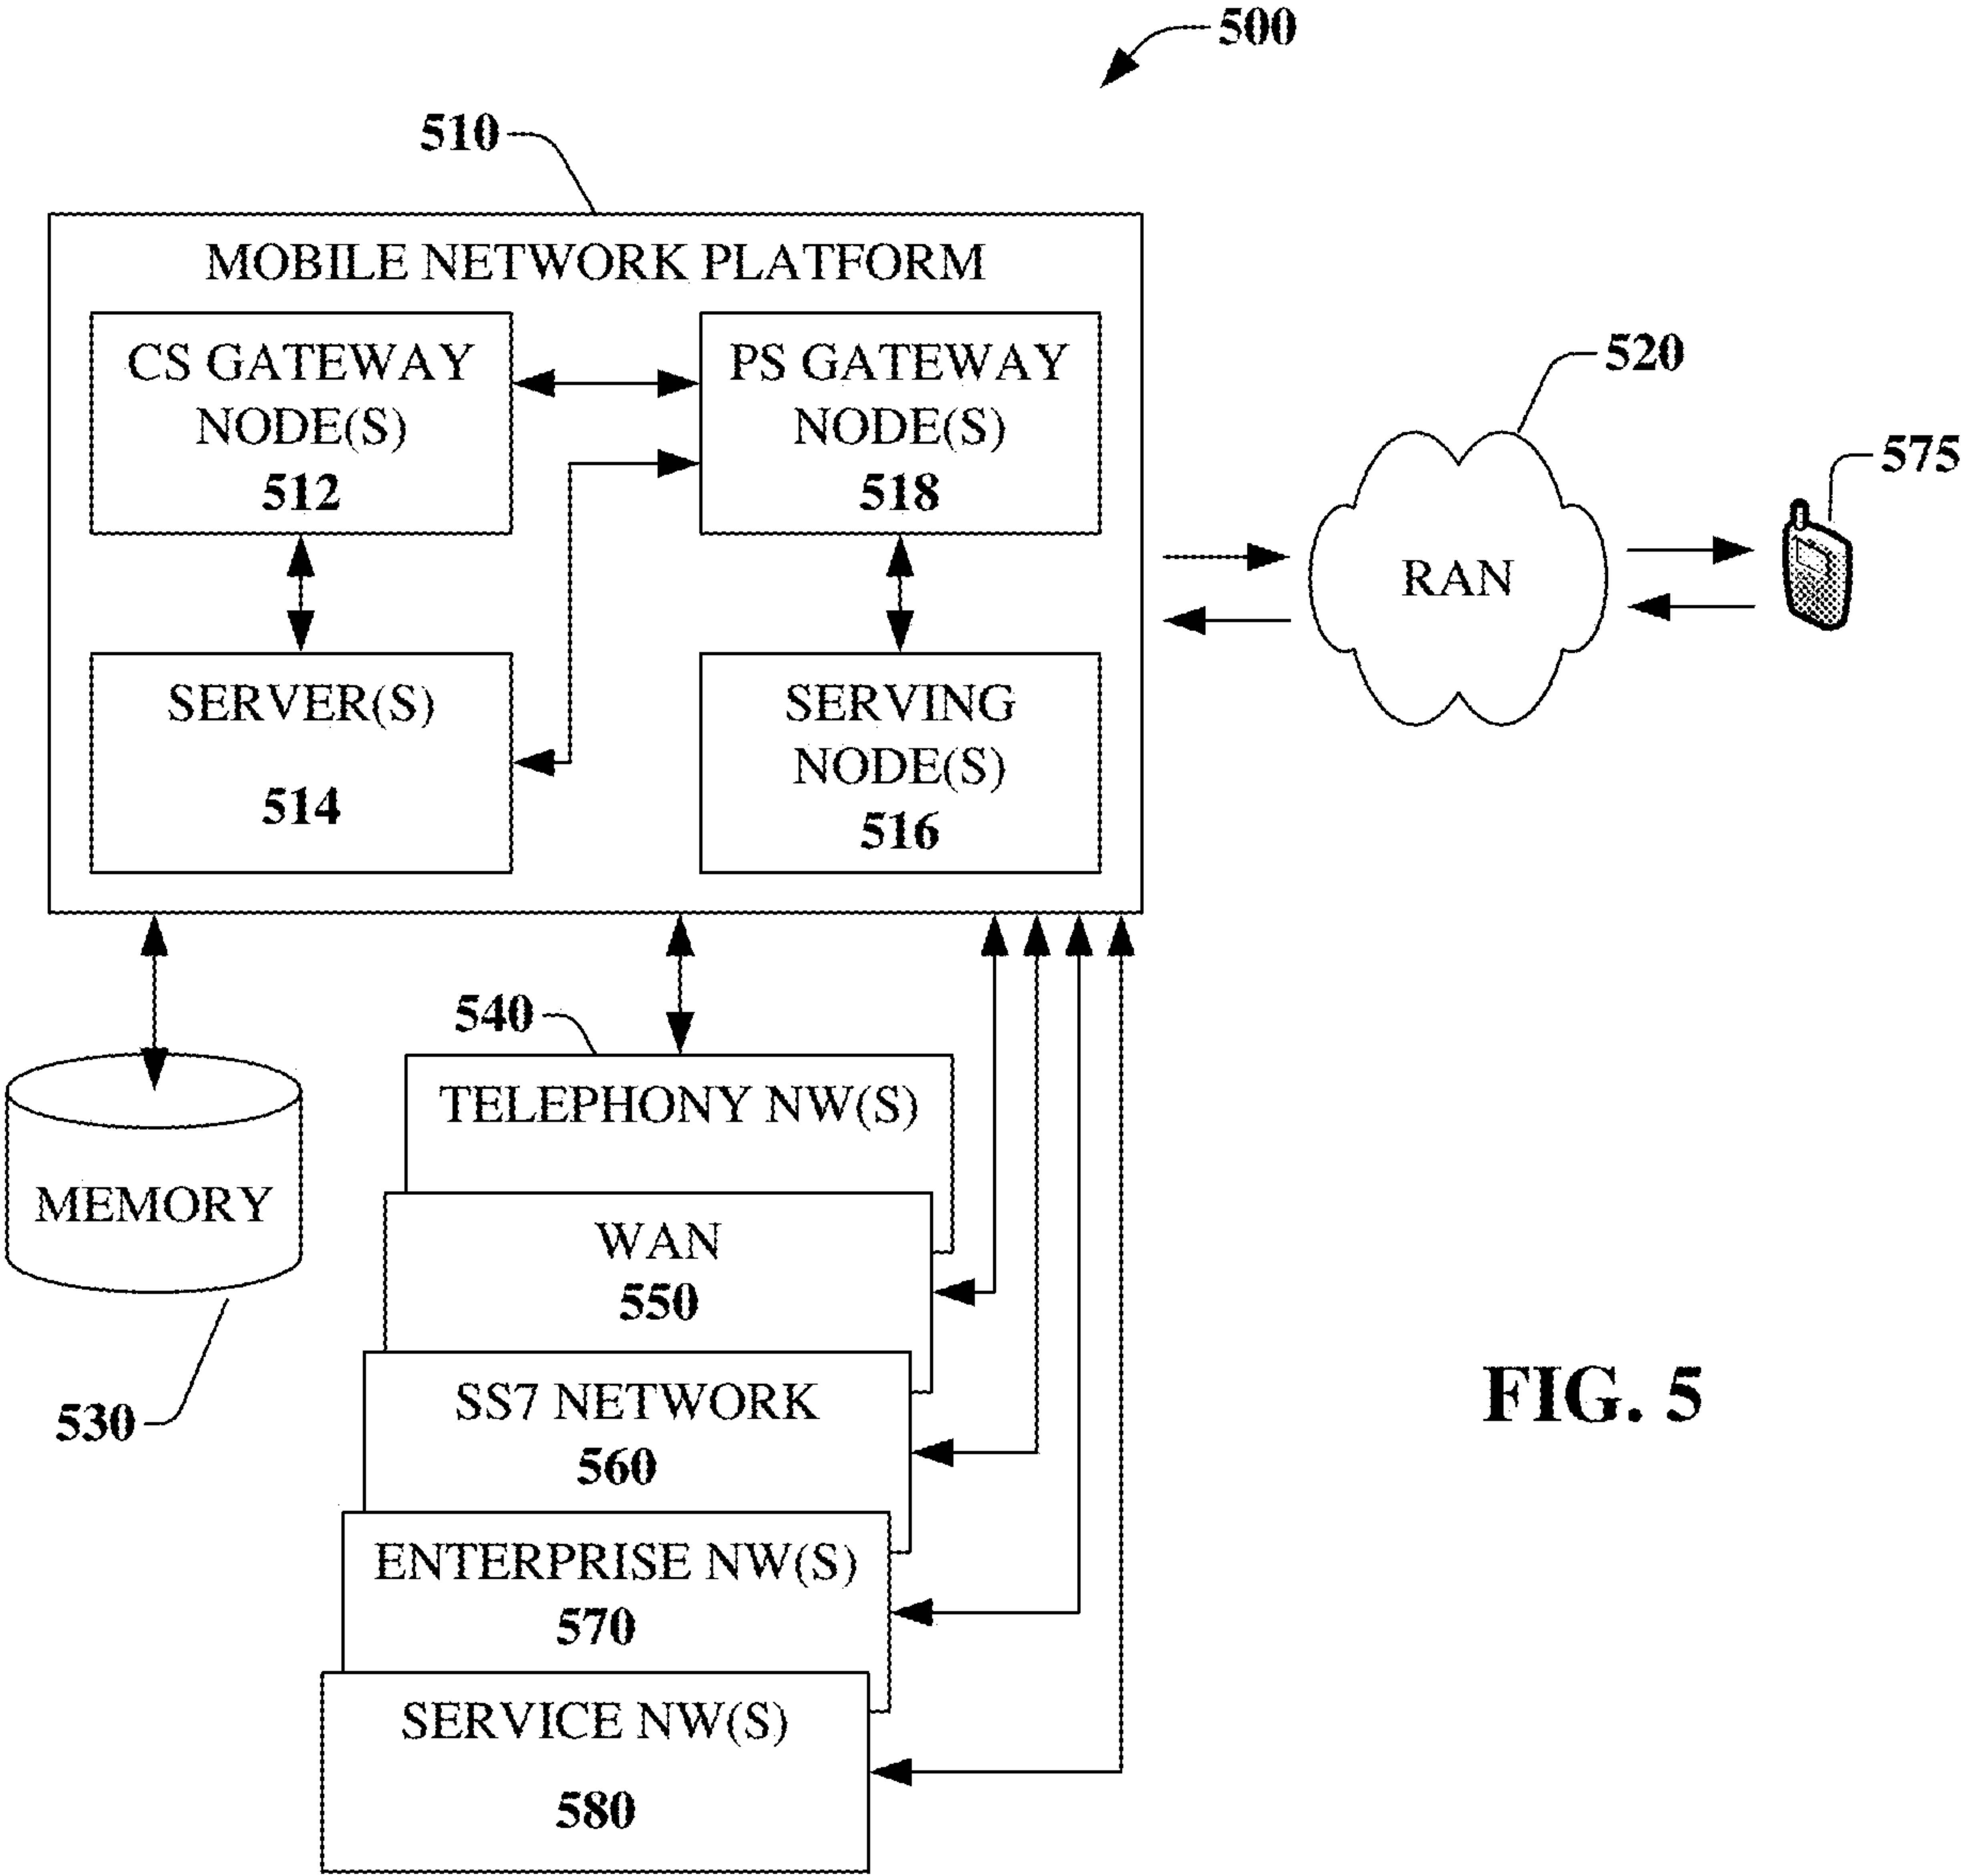 500
510
MOBILE NETWORK PLATFORM
CS GATEWAY
NODE(S)
512
PS GATEWAY
NODE(S)
518
SERVER(S)
514
SERVING
NODE(S)
516
520
RAN
575
540
TELEPHONY NW(S)
MEMORY
530
WAN
550
SS7 NETWORK
560
ENTERPRISE NW(S)
570
SERVICE NW(S)
580
FIG. 5